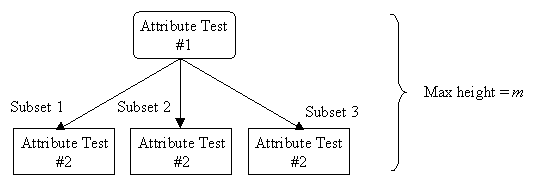 Attribute Test
#1
Max height = m
Subset 1
Subset 2
Subset 3
Attribute Test
#2
Attribute Test
#2
Attribute Test
#2